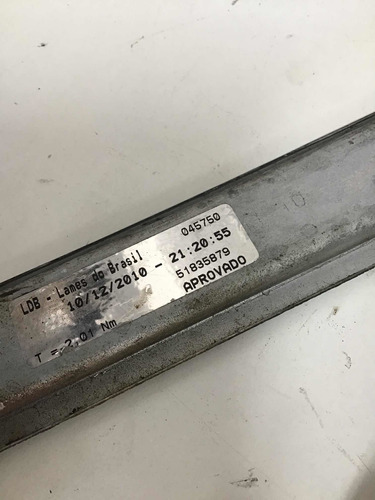 LDB - Lames do Brasil 045750
10/12/2010 - 21:20:55
51835879
T = 2,01 Nm APROVADO